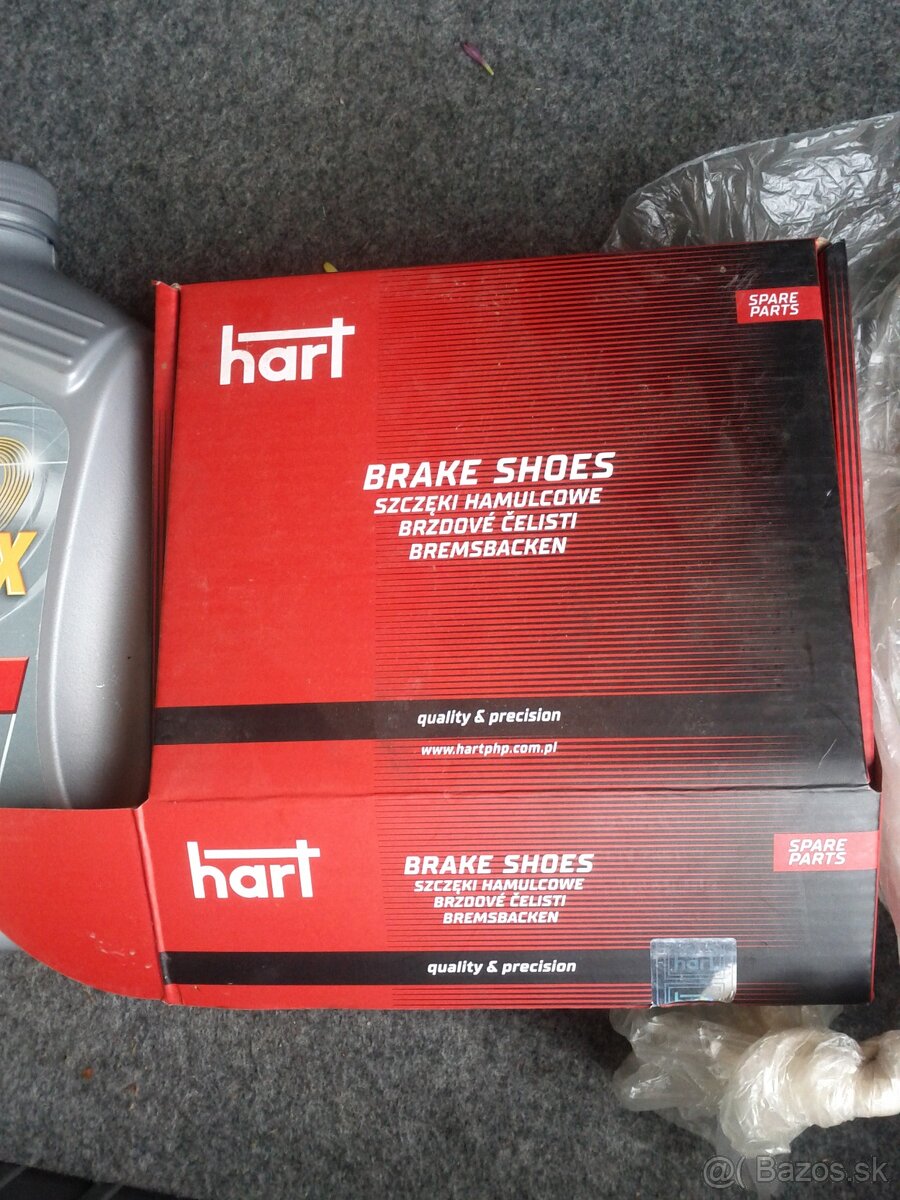 hart
SPARE
PARTS
BRAKE SHOES
SZCZĘKI HAMULCOWE
BRZDOVÉ ČELISTI
BREMSBACKEN
quality & precision
www.hartphp.com.pl
hart
SPARE
PARTS
BRAKE SHOES
SZCZĘKI HAMULCOWE
BRZDOVÉ ČELISTI
BREMSBACKEN
quality & precision
hart
X
@( Bazos.sk